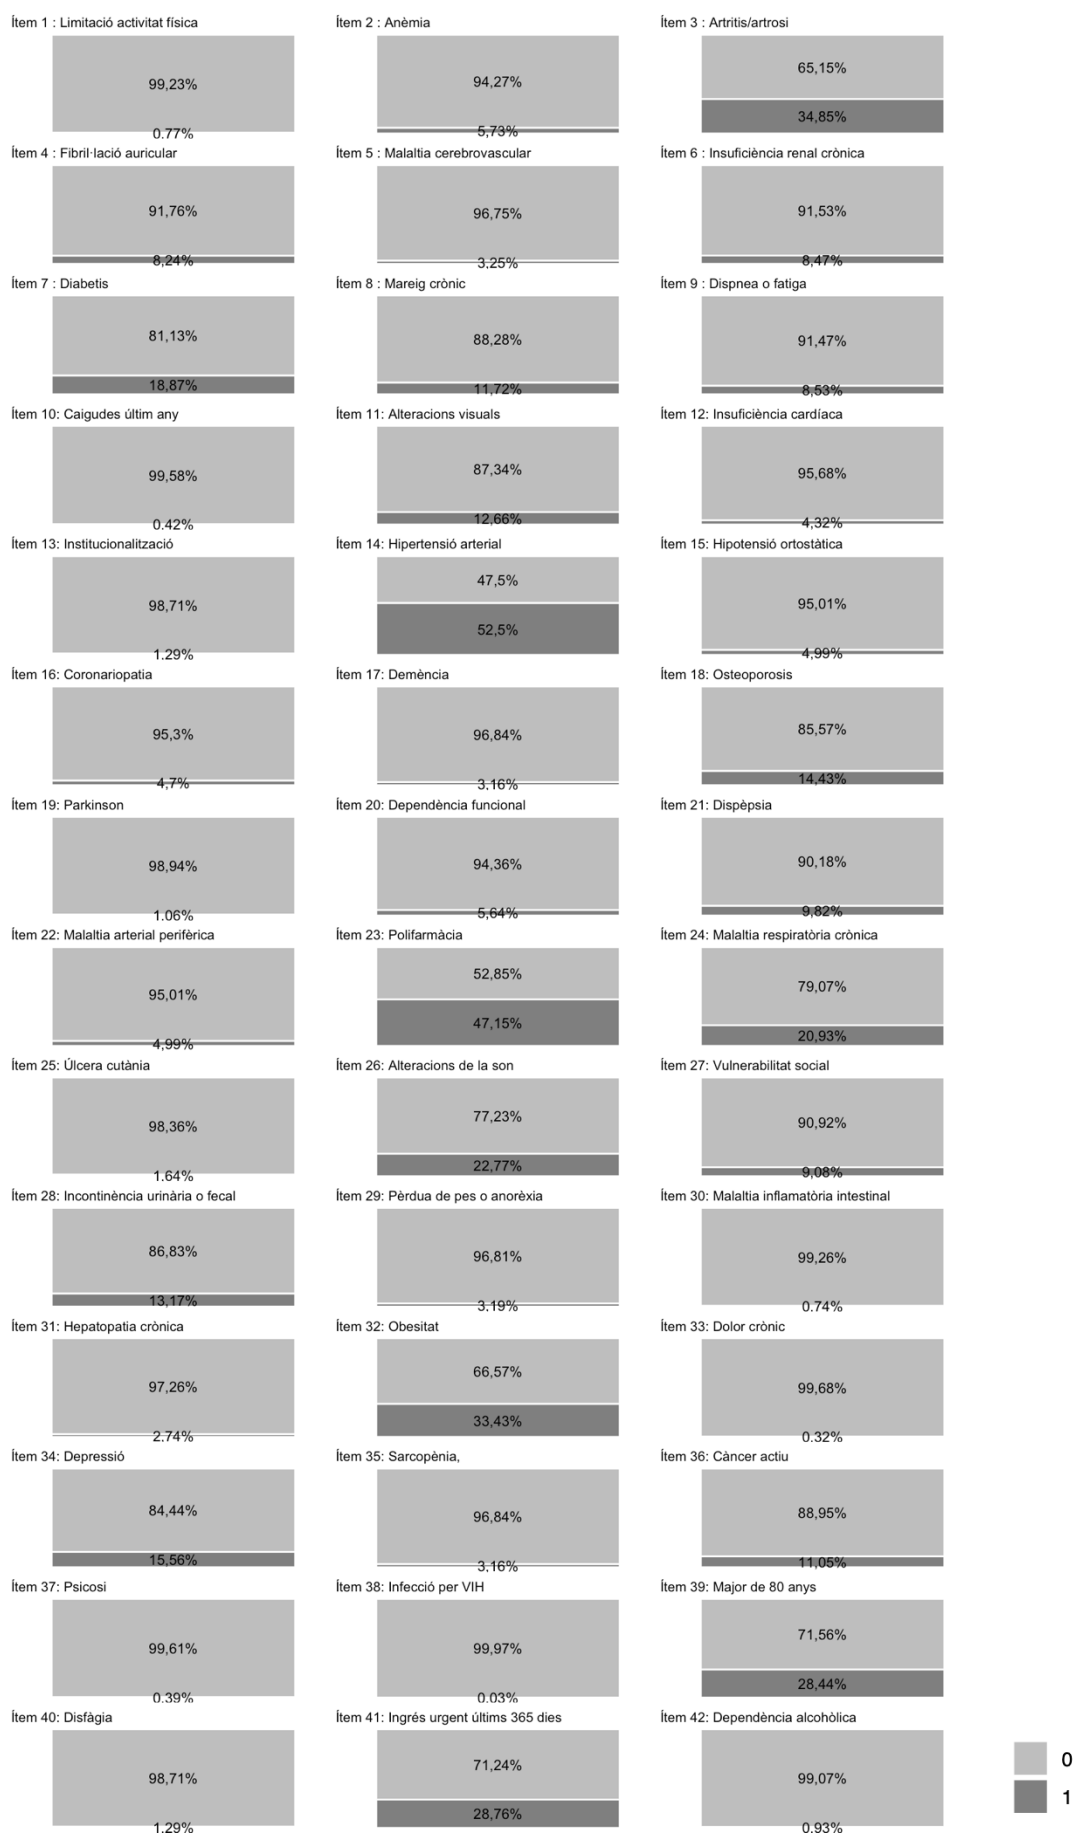 Ítem 1 : Limitació activitat física
Ítem 2 : Anèmia
Ítem 3 : Artritis/artrosi
99,23%
94,27%
65,15%
0.77%
5,73%
34,85%
Ítem 4 : Fibril·lació auricular
Ítem 5 : Malaltia cerebrovascular
Ítem 6 : Insuficiència renal crònica
91,76%
96,75%
91,53%
8,24%
3,25%
8,47%
Ítem 7 : Diabetis
Ítem 8 : Mareig crònic
Ítem 9 : Dispnea o fatiga
81,13%
88,28%
91,47%
18,87%
11,72%
8,53%
Ítem 10: Caigudes últim any
Ítem 11: Alteracions visuals
Ítem 12: Insuficiència cardíaca
99,58%
87,34%
95,68%
0.42%
12,66%
4,32%
Ítem 13: Institucionalització
Ítem 14: Hipertensió arterial
Ítem 15: Hipotensió ortostàtica
98,71%
47,5%
95,01%
1.29%
52,5%
4,99%
Ítem 16: Coronariopatia
Ítem 17: Demència
Ítem 18: Osteoporosis
95,3%
96,84%
85,57%
4,7%
3,16%
14,43%
Ítem 19: Parkinson
Ítem 20: Dependència funcional
Ítem 21: Dispèpsia
98,94%
94,36%
90,18%
1.06%
5,64%
9,82%
Ítem 22: Malaltia arterial perifèrica
Ítem 23: Polifarmàcia
Ítem 24: Malaltia respiratòria crònica
95,01%
52,85%
79,07%
4,99%
47,15%
20,93%
Ítem 25: Úlcera cutània
Ítem 26: Alteracions de la son
Ítem 27: Vulnerabilitat social
98,36%
77,23%
90,92%
1.64%
22,77%
9,08%
Ítem 28: Incontinència urinària o fecal
Ítem 29: Pèrdua de pes o anorèxia
Ítem 30: Malaltia inflamatòria intestinal
86,83%
96,81%
99,26%
13,17%
3,19%
0.74%
Ítem 31: Hepatopatia crònica
Ítem 32: Obesitat
Ítem 33: Dolor crònic
97,26%
66,57%
99,68%
2,74%
33,43%
0.32%
Ítem 34: Depressió
Ítem 35: Sarcopènia,
Ítem 36: Càncer actiu
84,44%
96,84%
88,95%
15,56%
3,16%
11,05%
Ítem 37: Psicosi
Ítem 38: Infecció per VIH
Ítem 39: Major de 80 anys
99,61%
99,97%
71,56%
0.39%
0.03%
28,44%
Ítem 40: Disfàgia
Ítem 41: Ingrés urgent últims 365 dies
Ítem 42: Dependència alcohòlica
98,71%
71,24%
99,07%
1.29%
28,76%
0.93%
0
1